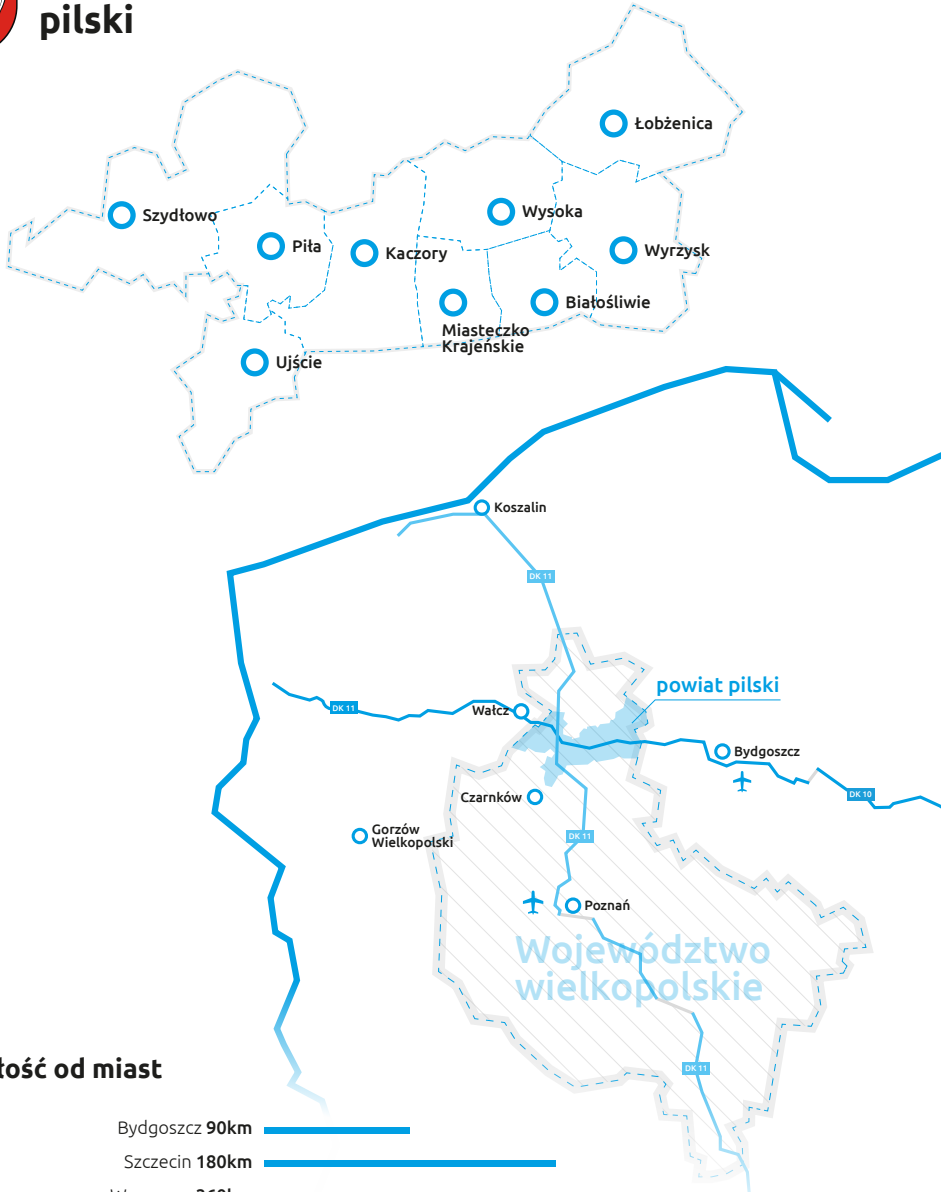 pilski
Łobżenica
Szydłowo
Wysoka
Piła
Kaczory
Wyrzysk
Białośliwie
Miasteczko
Krajeńskie
Ujście
Koszalin
DK 11
powiat pilski
DK 11
Wałcz
Bydgoszcz
Czarnków
DK 10
Gorzów
Wielkopolski
DK 11
Poznań
Województwo
wielkopolskie
DK 11
łość od miast
Bydgoszcz 90km
Szczecin 180km